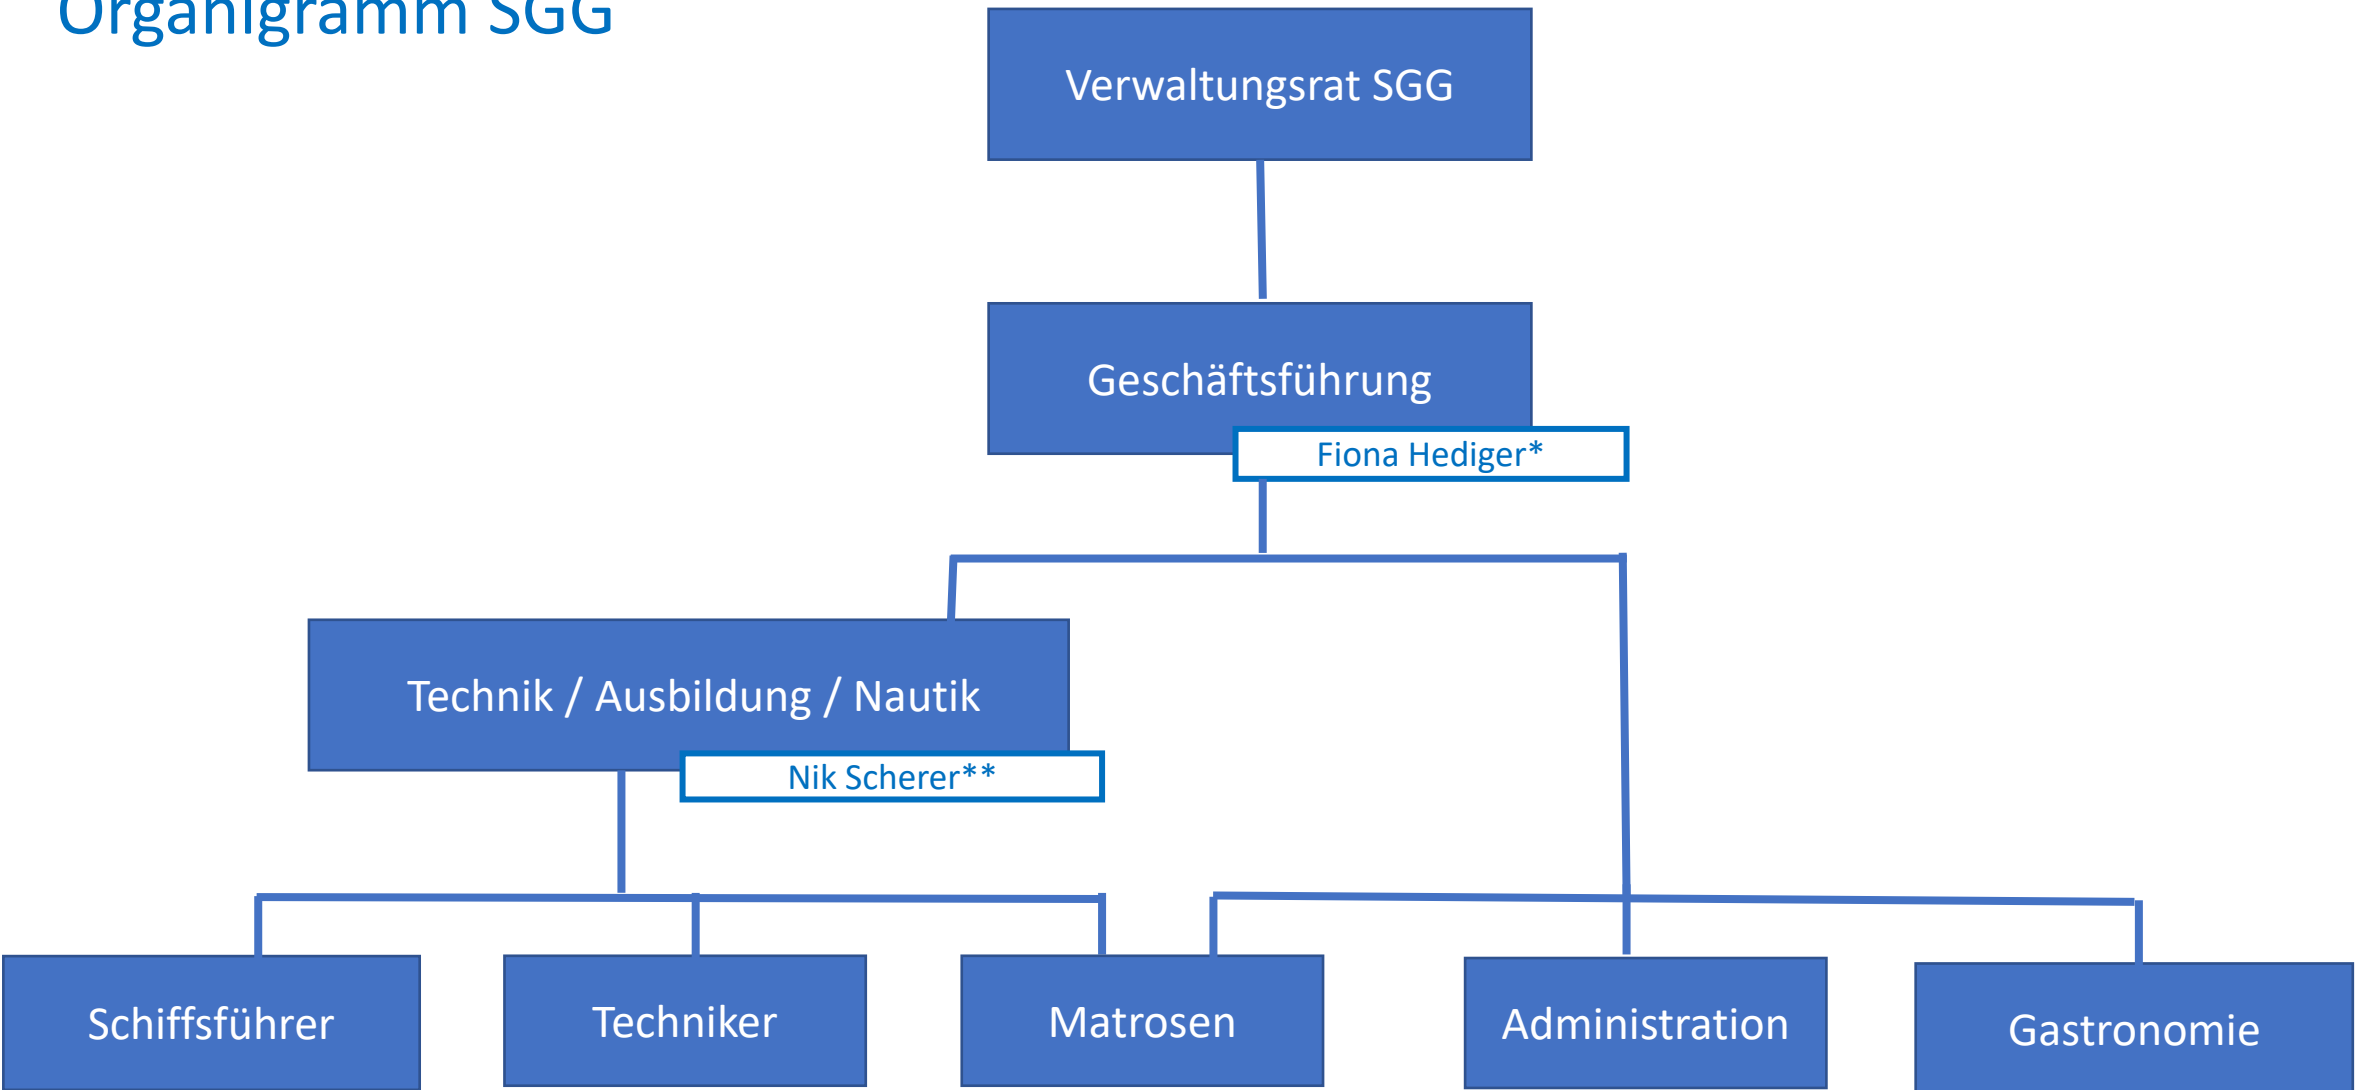 Organigramm SGG
Verwaltungsrat SGG
Geschäftsführung
Fiona Hediger*
Technik / Ausbildung / Nautik
Nik Scherer**
Schiffsführer
Techniker
Matrosen
Administration
Gastronomie